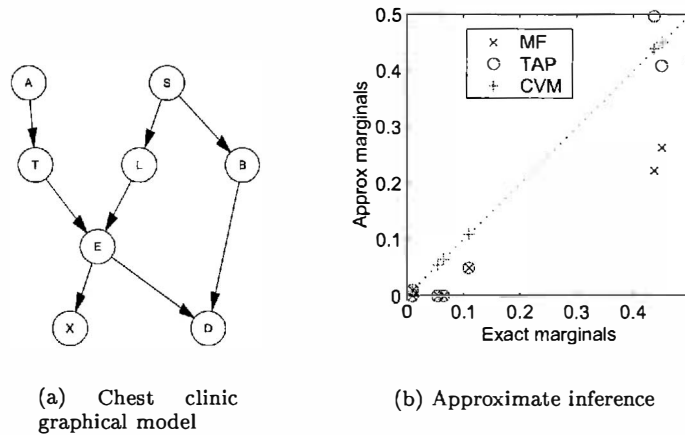 A
S
T
L
B
E
X
D
(a) Chest clinic
graphical model
0.5
0.4
0.3
0.2
0.1
0
Approx marginals
MF
TAP
CVM
0
0.1
0.2
0.3
0.4
Exact marginals
(b) Approximate inference